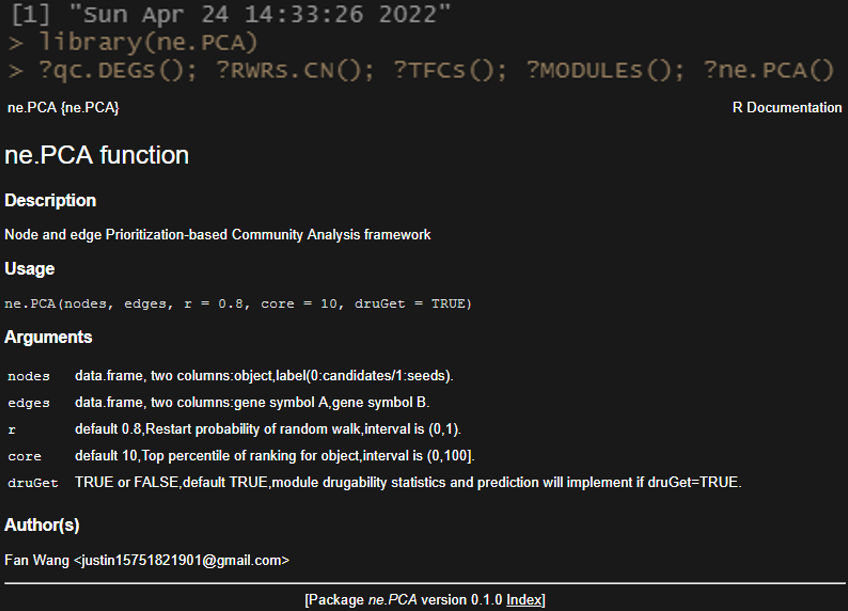 [1] "Sun Apr 24 14:33:26 2022"
> library(ne.PCA)
> ?qc.DEGs(); ?RWRs.CN(); ?TFCs(); ?MODULEs(); ?ne.PCA()
ne.PCA {ne.PCA} R Documentation
ne.PCA function
Description
Node and edge Prioritization-based Community Analysis framework
Usage
ne.PCA(nodes, edges, r = 0.8, core = 10, druGet = TRUE)
Arguments
nodes data.frame, two columns:object,label(0:candidates/1:seeds).
edges data.frame, two columns:gene symbol A,gene symbol B.
r default 0.8,Restart probability of random walk,interval is (0,1).
core default 10,Top percentile of ranking for object,interval is (0,100].
druGet TRUE or FALSE,default TRUE,module drugability statistics and prediction will implement if druGet=TRUE.
Author(s)
Fan Wang <justin15751821901@gmail.com>
[Package ne.PCA version 0.1.0 Index]